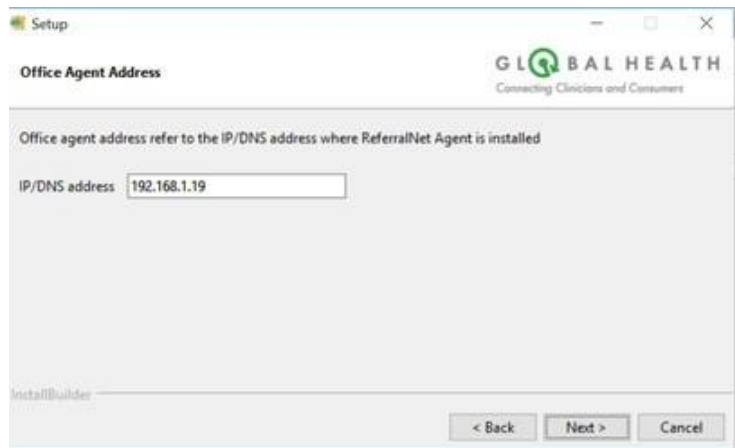 Setup
Office Agent Address
GLOBAL HEALTH
Connecting Clinicians and Consumers
Office agent address refer to the IP/DNS address where ReferralNet Agent is installed
IP/DNS address 192.168.1.19
InstallBuilder
< Back Next > Cancel